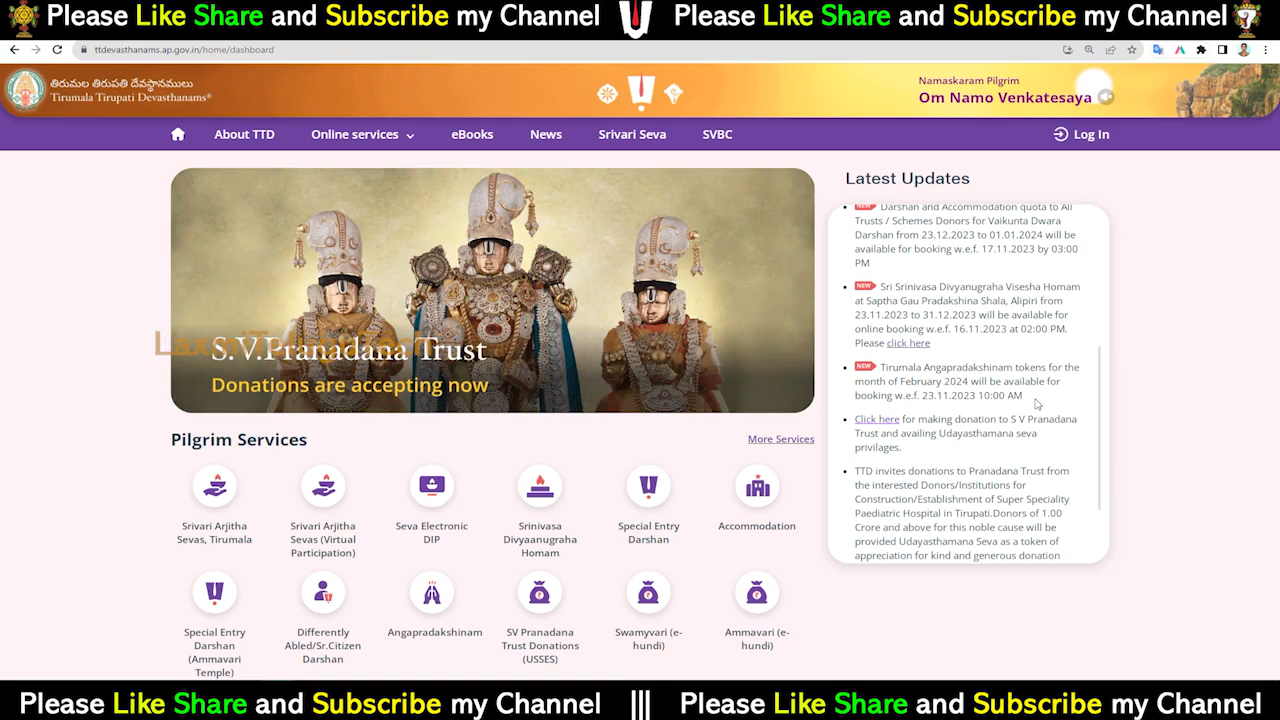 Please Like Share and Subscribe my Channel
Please Like Share and Subscribe my Channel
ttdevasthanams.ap.gov.in/home/dashboard
తిరుమల తిరుపతి దేవస్థానములు
Tirumala Tirupati Devasthanams®
Namaskaram Pilgrim
Om Namo Venkatesaya
About TTD
Online services
eBooks
News
Srivari Seva
SVBC
Log In
S.V.Pranadana Trust
Donations are accepting now
Latest Updates
NEW Darshan and Accommodation quota to All
Trusts / Schemes Donors for Vaikunta Dwara
Darshan from 23.12.2023 to 01.01.2024 will be
available for booking w.e.f. 17.11.2023 by 03:00
PM
NEW Sri Srinivasa Divyanugraha Visesha Homam
at Saptha Gau Pradakshina Shala, Alipiri from
23.11.2023 to 31.12.2023 will be available for
online booking w.e.f. 16.11.2023 at 02:00 PM.
Please click here
NEW Tirumala Angapradakshinam tokens for the
month of February 2024 will be available for
booking w.e.f. 23.11.2023 10:00 AM
Click here for making donation to S V Pranadana
Trust and availing Udayasthamana seva
privilages.
TTD invites donations to Pranadana Trust from
the interested Donors/Institutions for
Construction/Establishment of Super Speciality
Paediatric Hospital in Tirupati.Donors of 1.00
Crore and above for this noble cause will be
provided Udayasthamana Seva as a token of
appreciation for kind and generous donation
Pilgrim Services
More Services
Srivari Arjitha
Sevas, Tirumala
Srivari Arjitha
Sevas (Virtual
Participation)
Seva Electronic
DIP
Srinivasa
Divyaanugraha
Homam
Special Entry
Darshan
Accommodation
Special Entry
Darshan
(Ammavari
Temple)
Differently
Abled/Sr.Citizen
Darshan
Angapradakshinam
SV Pranadana
Trust Donations
(USSES)
Swamyvari (e-
hundi)
Ammavari (e-
hundi)
Please Like Share and Subscribe my Channel
|||
Please Like Share and Subscribe my Channel